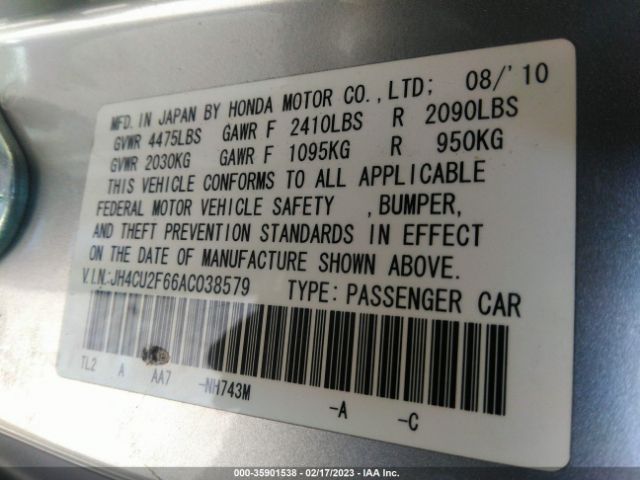 MFD. IN JAPAN BY HONDA MOTOR CO., LTD; 08/'10
GVWR 4475LBS GAWR F 2410LBS R 2090LBS
GVWR 2030KG GAWR F 1095KG R 950KG
THIS VEHICLE CONFORMS TO ALL APPLICABLE
FEDERAL MOTOR VEHICLE SAFETY , BUMPER,
AND THEFT PREVENTION STANDARDS IN EFFECT
ON THE DATE OF MANUFACTURE SHOWN ABOVE.
V.I.N.:JH4CU2F66AC038579 TYPE: PASSENGER CAR
TL2 A AA7 -NH743M -A -C
000-35901538 - 02/17/2023 - IAA Inc.